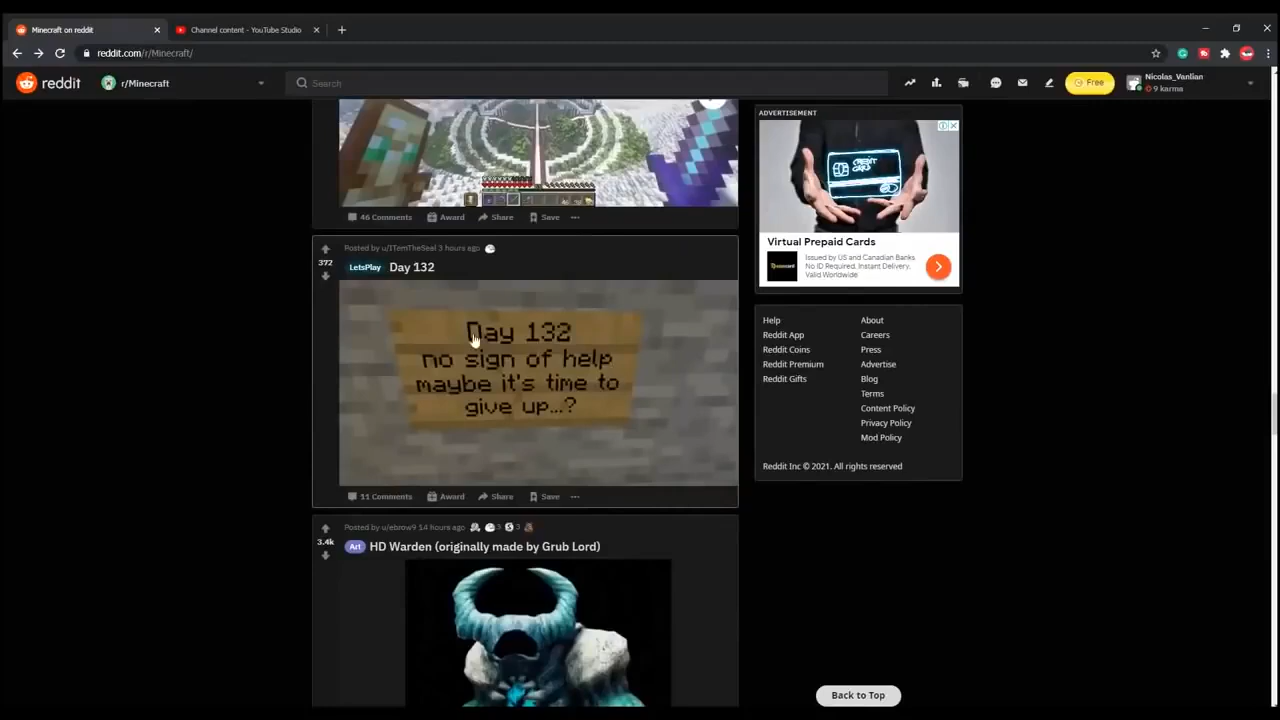 Minecraft on reddit
Channel content - YouTube Studio
reddit.com/r/Minecraft/
reddit
r/Minecraft
Search
Free
Nicolas_Vanlian
9 karma
46 Comments
Award
Share
Save
ADVERTISEMENT
Virtual Prepaid Cards
Issued by US and Canadian Banks.
No ID Required. Instant Delivery.
Valid Worldwide
Posted by u/ITemTheSeal 3 hours ago
372
LetsPlay
Day 132
Day 132
no sign of help
maybe it's time to
give up...?
11 Comments
Award
Share
Save
Help
About
Reddit App
Careers
Reddit Coins
Press
Reddit Premium
Advertise
Reddit Gifts
Blog
Terms
Content Policy
Privacy Policy
Mod Policy
Reddit Inc © 2021. All rights reserved
Posted by u/ebrow9 14 hours ago
3
3
3.4k
Art
HD Warden (originally made by Grub Lord)
Back to Top